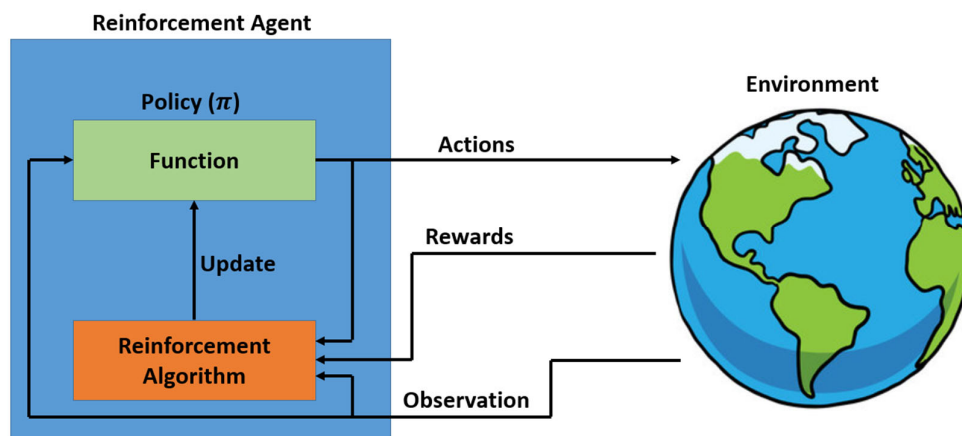 Reinforcement Agent
Environment
Policy (π)
Function
Actions
Rewards
Update
Reinforcement
Algorithm
Observation